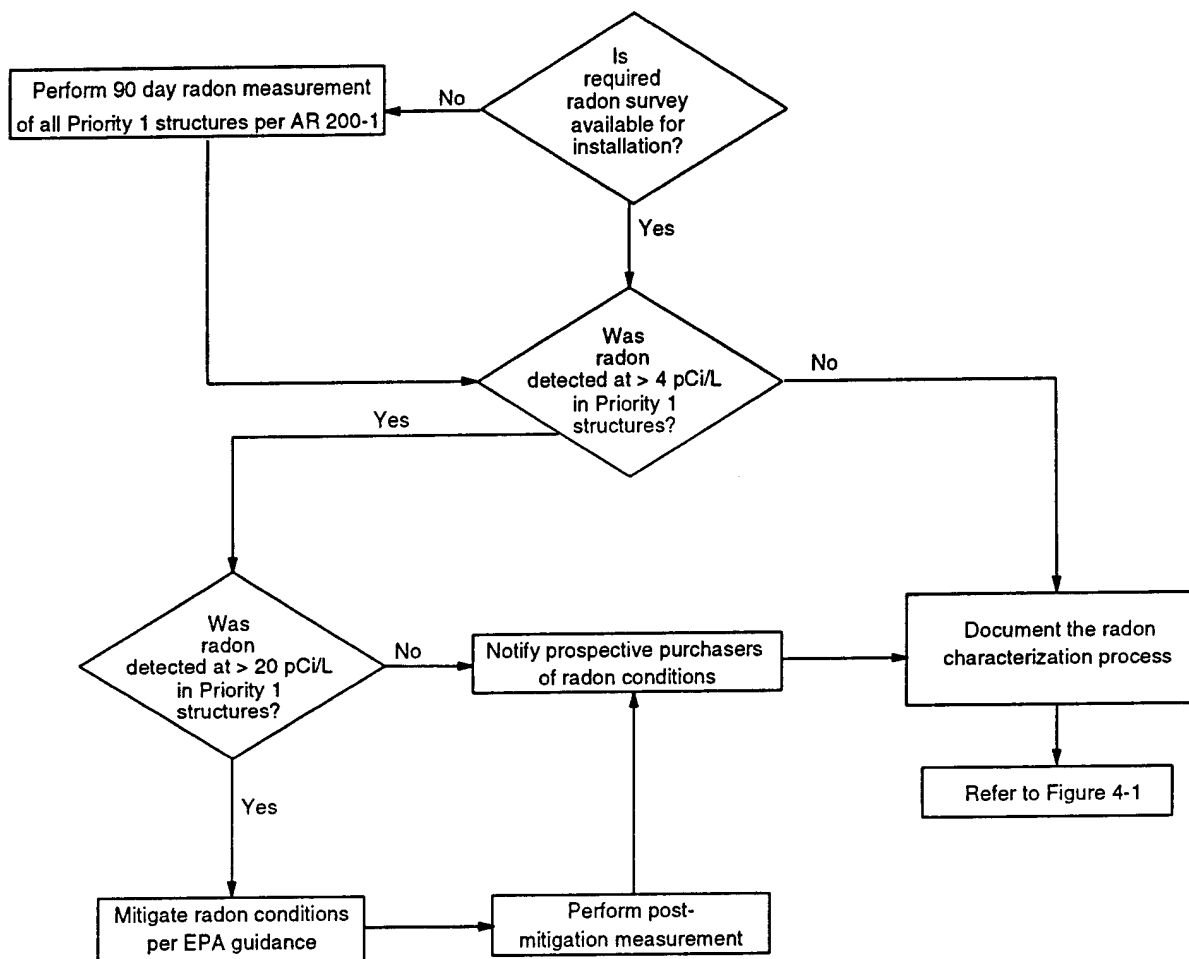 Is
required
radon survey
available for
installation?
No
Perform 90 day radon measurement
of all Priority 1 structures per AR 200-1
Yes
Was
radon
detected at > 4 pCi/L
in Priority 1
structures?
No
Yes
Was
radon
detected at > 20 pCi/L
in Priority 1
structures?
No
Notify prospective purchasers
of radon conditions
Document the radon
characterization process
Yes
Refer to Figure 4-1
Mitigate radon conditions
per EPA guidance
Perform post-
mitigation measurement